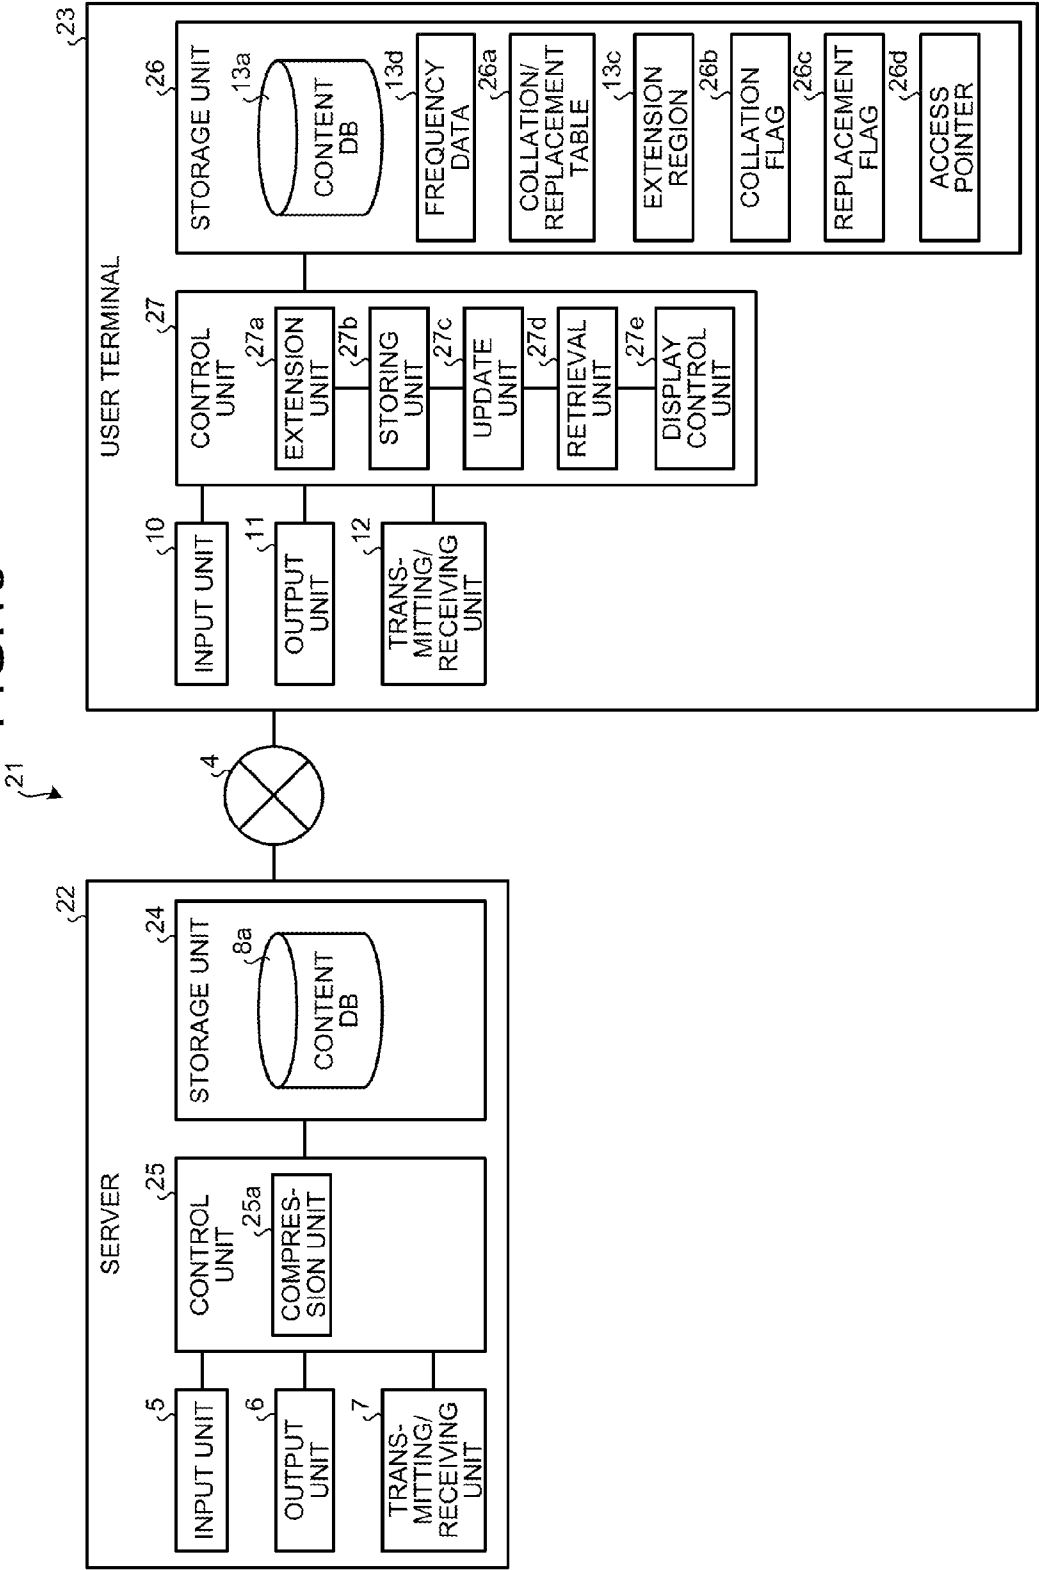 21
SERVER
22
5
INPUT UNIT
6
OUTPUT
UNIT
7
TRANS-
MITTING/
RECEIVING
UNIT
25
CONTROL
UNIT
25a
COMPRES-
SION UNIT
24
STORAGE UNIT
8a
CONTENT
DB
4
USER TERMINAL
23
10
INPUT UNIT
11
OUTPUT
UNIT
12
TRANS-
MITTING/
RECEIVING
UNIT
27
CONTROL
UNIT
27a
EXTENSION
UNIT
27b
STORING
UNIT
27c
UPDATE
UNIT
27d
RETRIEVAL
UNIT
27e
DISPLAY
CONTROL
UNIT
26
STORAGE UNIT
13a
CONTENT
DB
13d
FREQUENCY
DATA
26a
COLLATION/
REPLACEMENT
TABLE
13c
EXTENSION
REGION
26b
COLLATION
FLAG
26c
REPLACEMENT
FLAG
26d
ACCESS
POINTER